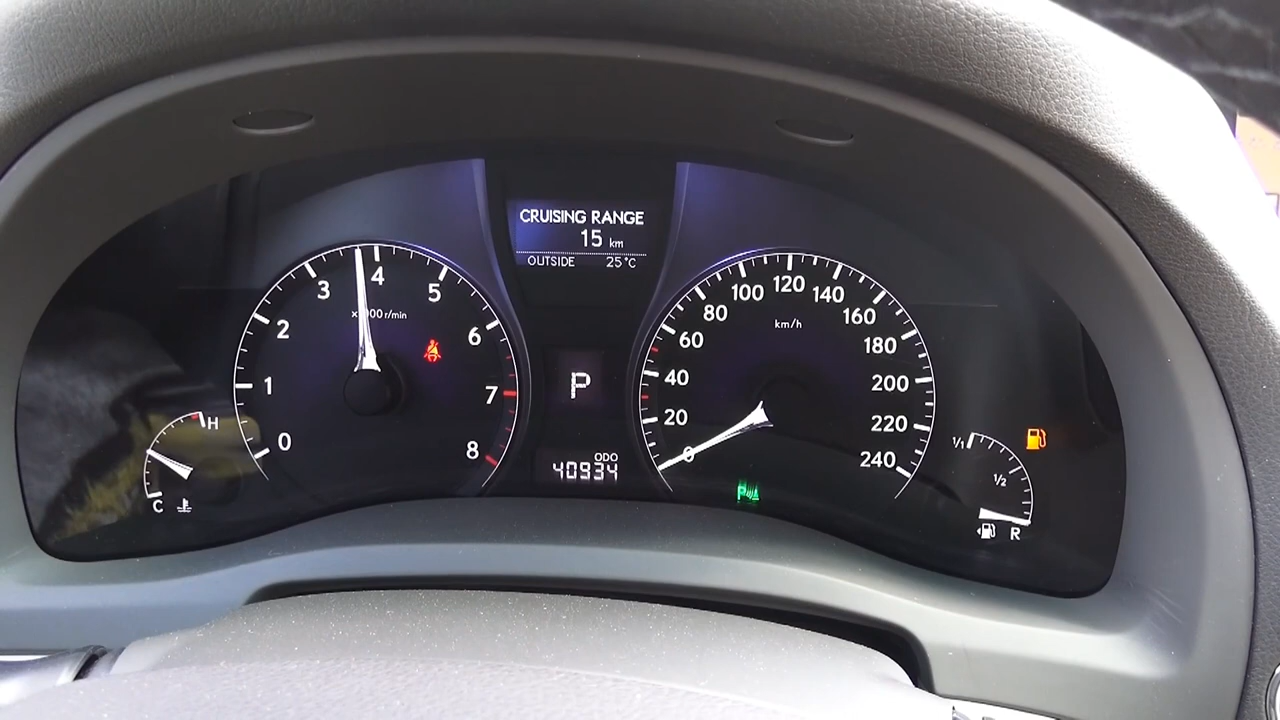 CRUISING RANGE
15 km
OUTSIDE 25°C
0 1 2 3 4 5 6 7 8
r/min
P
ODO
40934
0 20 40 60 80 100 120 140 160 180 200 220 240
km/h
H
C
1/1
1/2
R
P